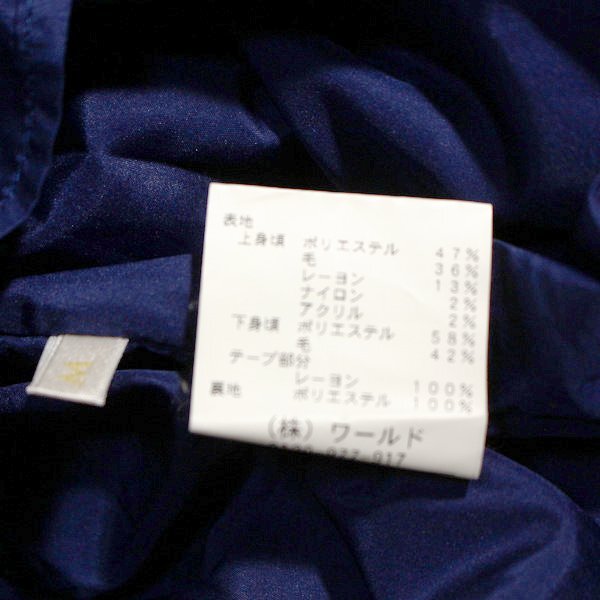 表地
上身頃 ポリエステル 47%
毛 36%
レーヨン 13%
ナイロン 2%
アクリル 2%
下身頃 ポリエステル 58%
毛 42%
テープ部分
レーヨン 100%
裏地 ポリエステル 100%
(株) ワールド
M